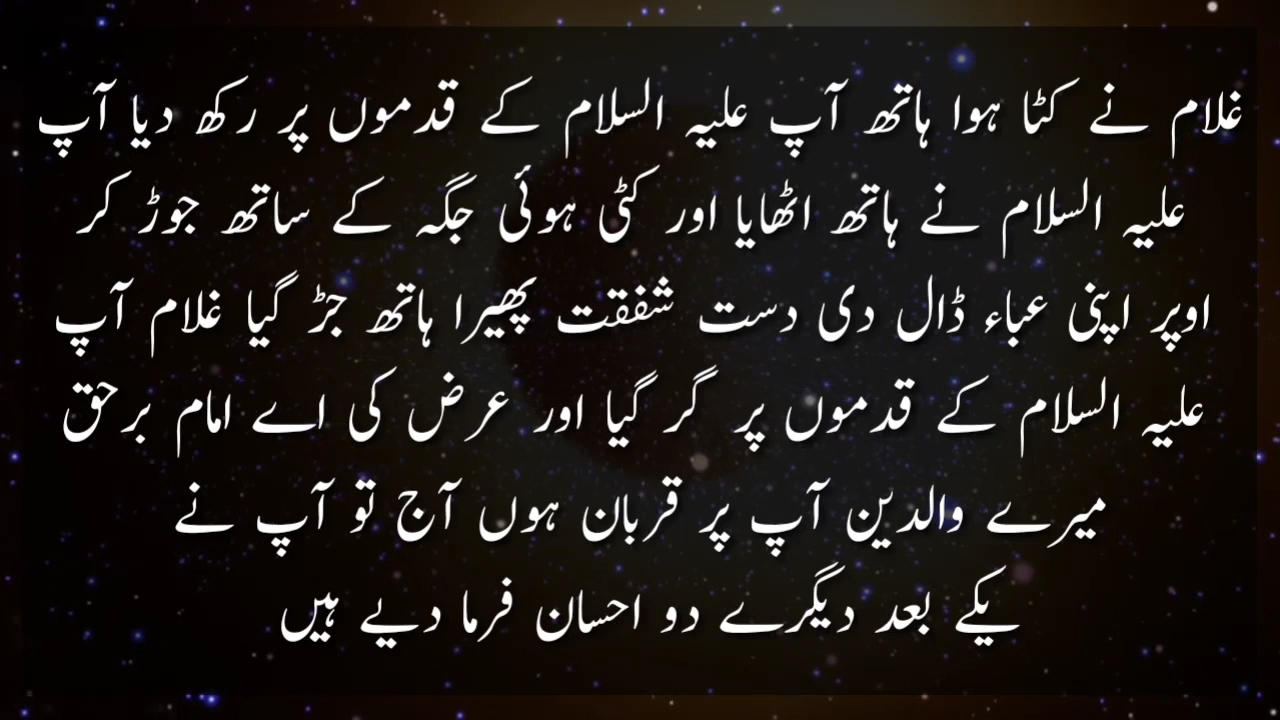 غلام نے کٹا ہوا ہاتھ آپ علیہ السلام کے قدموں پر رکھ دیا آپ
علیہ السلام نے ہاتھ اٹھایا اور کٹی ہوئی جگہ کے ساتھ جوڑ کر
اوپر اپنی عباء ڈال دی دست شفقت پھیرا ہاتھ جڑ گیا غلام آپ
علیہ السلام کے قدموں پر گر گیا اور عرض کی اے امام برحق
میرے والدین آپ پر قربان ہوں آج تو آپ نے
یکے بعد دیگرے دو احسان فرما دیے ہیں